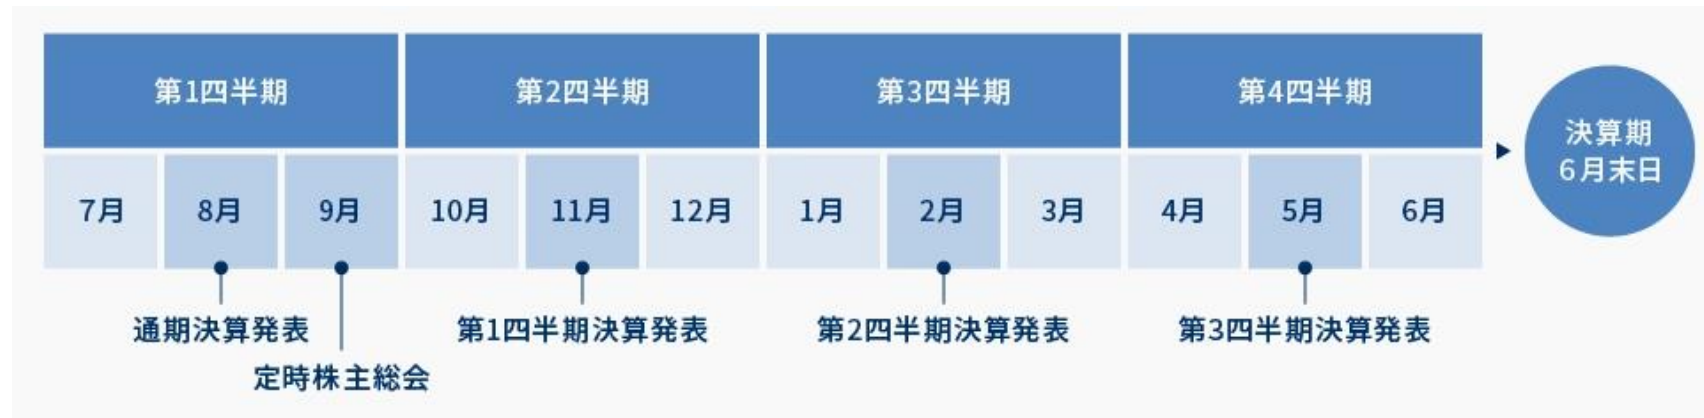 第1四半期
第2四半期
第3四半期
第4四半期
決算期
6月末日
7月
8月
9月
10月
11月
12月
1月
2月
3月
4月
5月
6月
通期決算発表
第1四半期決算発表
第2四半期決算発表
第3四半期決算発表
定時株主総会